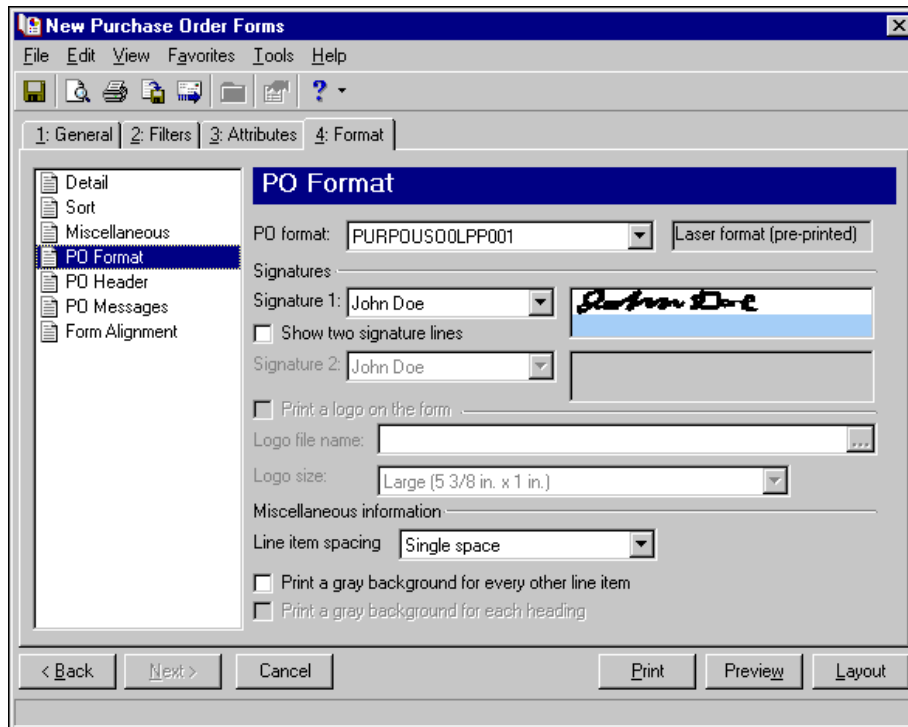 New Purchase Order Forms
File Edit View Favorites Tools Help
1: General 2: Filters 3: Attributes 4: Format
Detail
Sort
Miscellaneous
PO Format
PO Header
PO Messages
Form Alignment
PO Format
PO format: PURPOUSO0LPP001 Laser format (pre-printed)
Signatures
Signature 1: John Doe
Show two signature lines
Signature 2: John Doe
Print a logo on the form
Logo file name: ...
Logo size: Large (5 3/8 in. x 1 in.)
Miscellaneous information
Line item spacing Single space
Print a gray background for every other line item
Print a gray background for each heading
< Back Next > Cancel Print Preview Layout